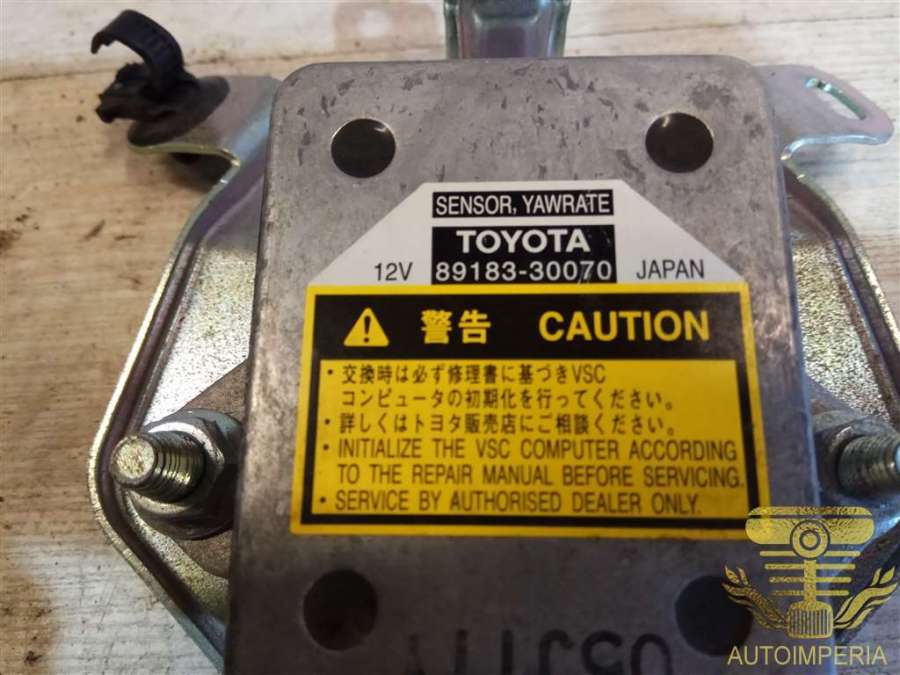 SENSOR, YAWRATE
TOYOTA
12V 89183-30070 JAPAN
警告 CAUTION
・交換時は必ず修理書に基づきVSC
コンピュータの初期化を行ってください。
・詳しくはトヨタ販売店にご相談ください。
・INITIALIZE THE VSC COMPUTER ACCORDING
TO THE REPAIR MANUAL BEFORE SERVICING.
・SERVICE BY AUTHORISED DEALER ONLY.
AUTOIMPERIA